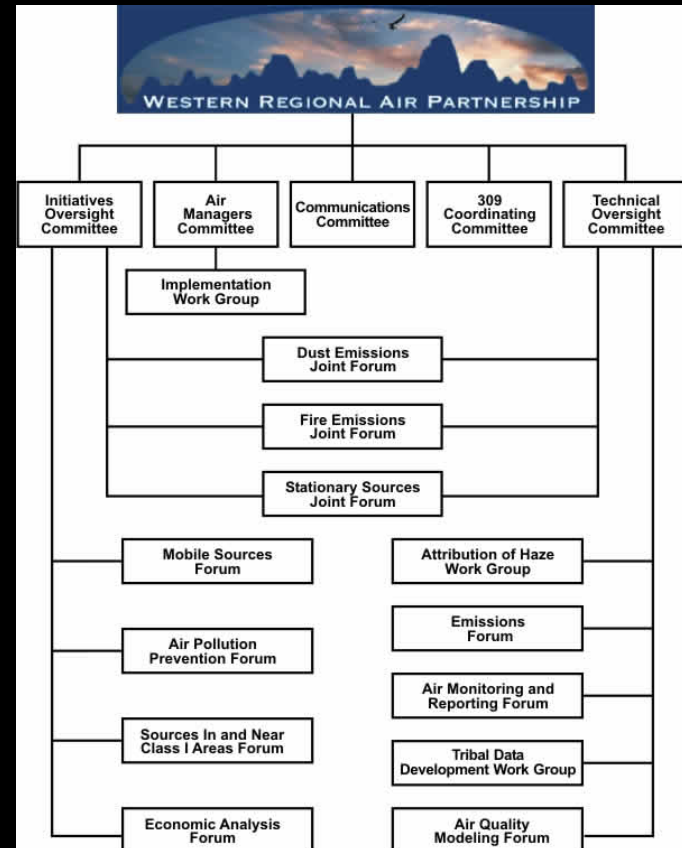 WESTERN REGIONAL AIR PARTNERSHIP
Initiatives
Oversight
Committee
Air
Managers
Committee
Communications
Committee
309
Coordinating
Committee
Technical
Oversight
Committee
Implementation
Work Group
Dust Emissions
Joint Forum
Fire Emissions
Joint Forum
Stationary Sources
Joint Forum
Mobile Sources
Forum
Attribution of Haze
Work Group
Emissions
Forum
Air Pollution
Prevention Forum
Air Monitoring and
Reporting Forum
Sources In and Near
Class I Areas Forum
Tribal Data
Development Work Group
Economic Analysis
Forum
Air Quality
Modeling Forum